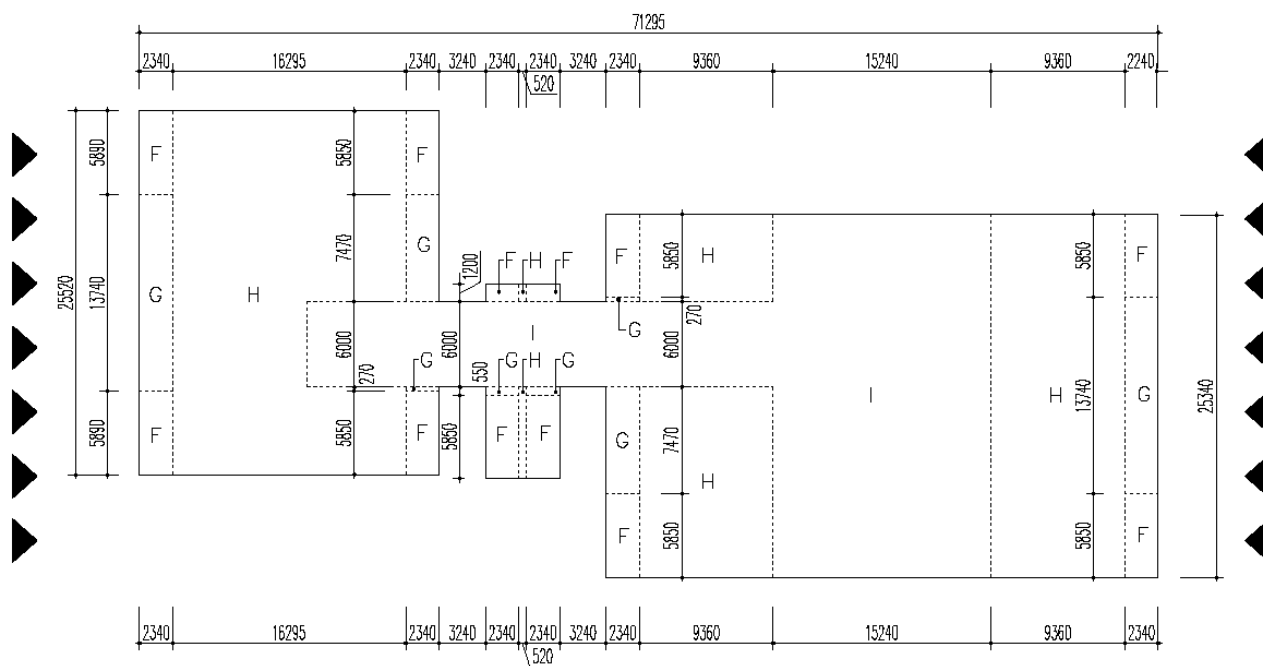 71295
2340 16295 2340 3240 2340 2340 3240 2340 9360 15240 9360 2240
520
5890 F 5850 F 5850 F
F H F 1200
F 5850 H
7470 G
25520 13740 G H I 270 G
6000 6000 6000
270 G 550 G H G
I H 13740 G 25340
5890 F 5850 F 5850 F F
G 7470 H
F 5850 5850 F
2340 16295 2340 3240 2340 2340 3240 2340 9360 15240 9360 2340
520